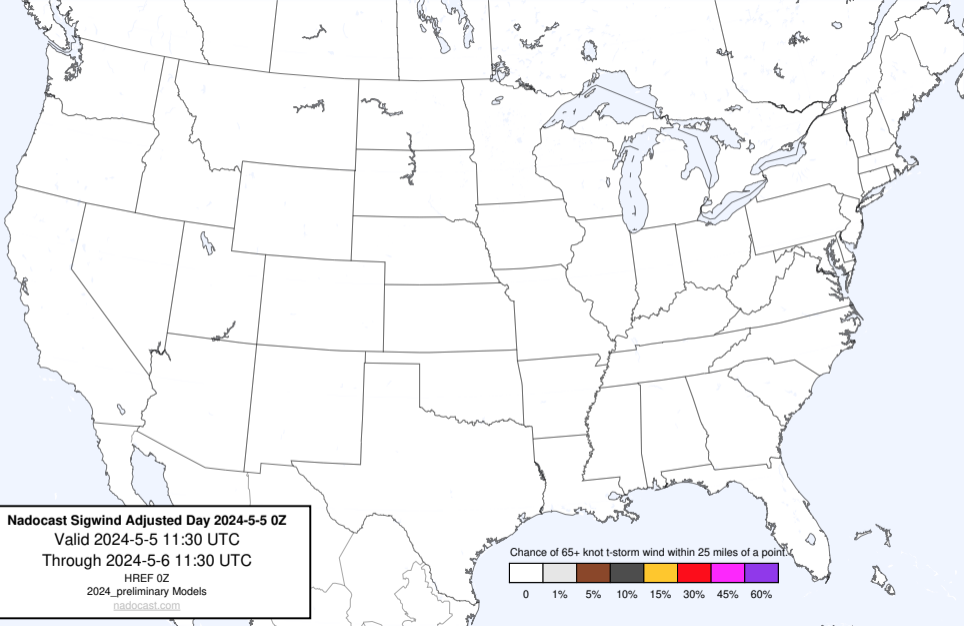 Nadocast Sigwind Adjusted Day 2024-5-5 0Z
Valid 2024-5-5 11:30 UTC
Through 2024-5-6 11:30 UTC
HREF 0Z
2024_preliminary Models
nadocast.com
Chance of 65+ knot t-storm wind within 25 miles of a point.
0 1% 5% 10% 15% 30% 45% 60%